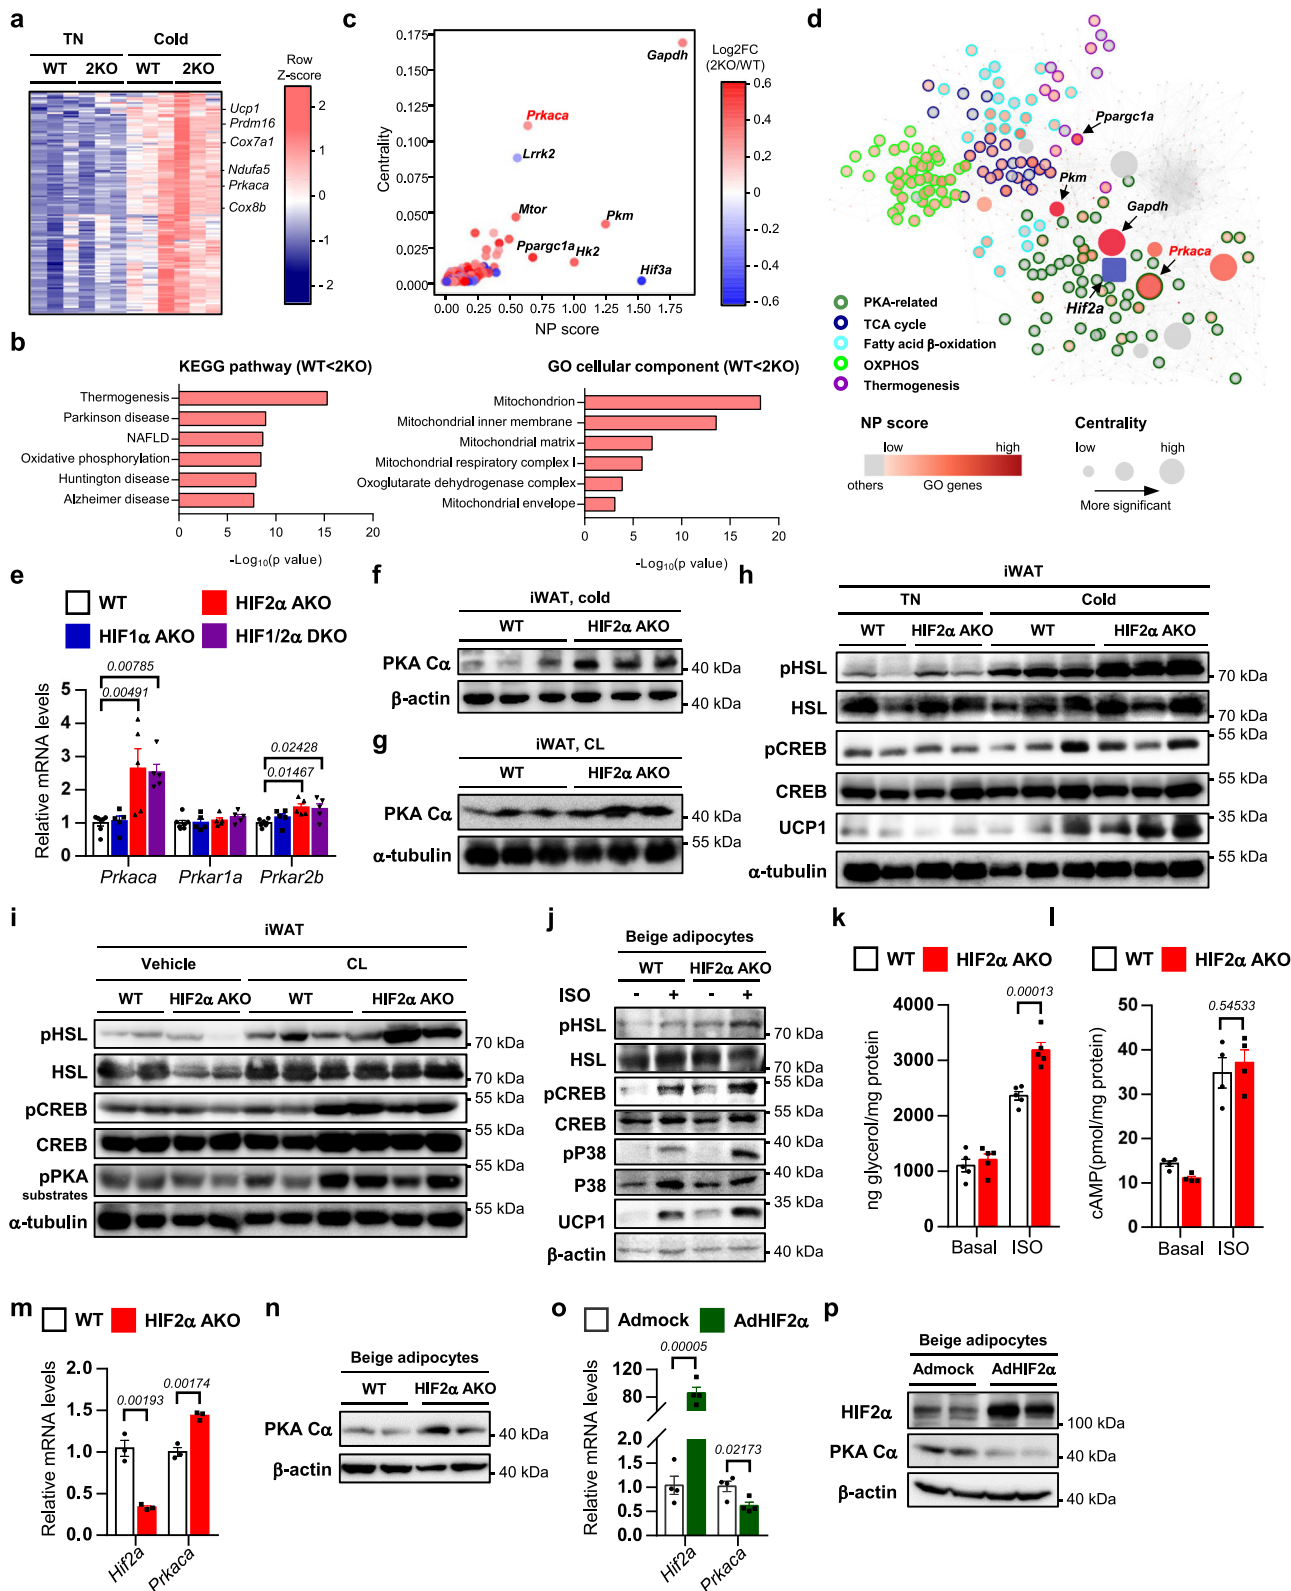 a
TN Cold
WT 2KO WT 2KO
Row
Z-score
2
1
0
- 1
- 2
Ucp1
Prdm16
Cox7a1
Ndufa5
Prkaca
Cox8b
b
KEGG pathway (WT<2KO)
Thermogenesis
Parkinson disease
NAFLD
Oxidative phosphorylation
Huntington disease
Alzheimer disease
0 5 10 15 20
-Log10(p value)
GO cellular component (WT<2KO)
Mitochondrion
Mitochondrial inner membrane
Mitochondrial matrix
Mitochondrial respiratory complex I
Oxoglutarate dehydrogenase complex
Mitochondrial envelope
0 5 10 15 20
-Log10(p value)
c
Centrality
0.175
0.150
0.125
0.100
0.075
0.050
0.025
0.000
0.00 0.25 0.50 0.75 1.00 1.25 1.50 1.75
NP score
Gapdh
Prkaca
Lrrk2
Mtor
Pkm
Ppargc1a
Hk2
Hif3a
Log2FC
(2KO/WT)
0.6
0.4
0.2
0
- 0.2
- 0.4
- 0.6
d
Ppargc1a
Pkm
Gapdh
Prkaca
Hif2a
PKA-related
TCA cycle
Fatty acid β-oxidation
OXPHOS
Thermogenesis
NP score
low high
others GO genes
Centrality
low high
More significant
e
WT HIF2α AKO
HIF1α AKO HIF1/2α DKO
Relative mRNA levels
5
4
3
2
1
0
0.00785
0.00491
0.02428
0.01467
Prkaca Prkar1a Prkar2b
f
iWAT, cold
WT HIF2α AKO
PKA Cα 40 kDa
β-actin 40 kDa
g
iWAT, CL
WT HIF2α AKO
PKA Cα 40 kDa
α-tubulin 55 kDa
h
iWAT
TN Cold
WT HIF2α AKO WT HIF2α AKO
pHSL 70 kDa
HSL 70 kDa
pCREB 55 kDa
CREB 55 kDa
UCP1 35 kDa
α-tubulin 55 kDa
i
iWAT
Vehicle CL
WT HIF2α AKO WT HIF2α AKO
pHSL 70 kDa
HSL 70 kDa
pCREB 55 kDa
CREB 55 kDa
pPKA 55 kDa
substrates
α-tubulin 55 kDa
j
Beige adipocytes
WT HIF2α AKO
ISO - + - +
pHSL 70 kDa
HSL 70 kDa
pCREB 55 kDa
CREB 55 kDa
pP38 40 kDa
P38 40 kDa
UCP1 35 kDa
β-actin 40 kDa
k
WT HIF2α AKO
ng glycerol/mg protein
4000
3000
2000
1000
0
0.00013
Basal ISO
l
WT HIF2α AKO
cAMP(pmol/mg protein)
50
40
30
20
10
0
0.54533
Basal ISO
m
WT HIF2α AKO
Relative mRNA levels
2.0
1.5
1.0
0.5
0.0
0.00193
0.00174
Hif2a Prkaca
n
Beige adipocytes
WT HIF2α AKO
PKA Cα 40 kDa
β-actin 40 kDa
o
Admock AdHIF2α
Relative mRNA levels
120
80
2.0
1.5
1.0
0.5
0.0
0.00005
0.02173
Hif2a Prkaca
p
Beige adipocytes
Admock AdHIF2α
HIF2α 100 kDa
PKA Cα 40 kDa
β-actin 40 kDa